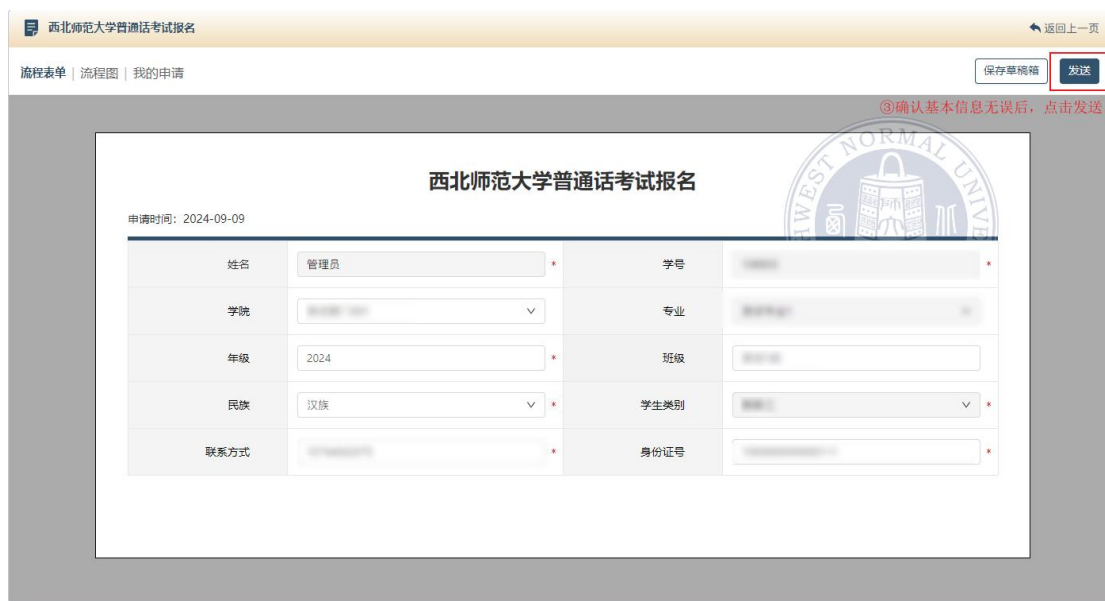 西北师范大学普通话考试报名
返回上一页
流程表单 | 流程图 | 我的申请
保存草稿箱
发送
③确认基本信息无误后，点击发送
西北师范大学普通话考试报名
申请时间：2024-09-09
姓名 管理员 * 学号 *
学院 专业
年级 2024 * 班级
民族 汉族 * 学生类别 *
联系方式 * 身份证号 *